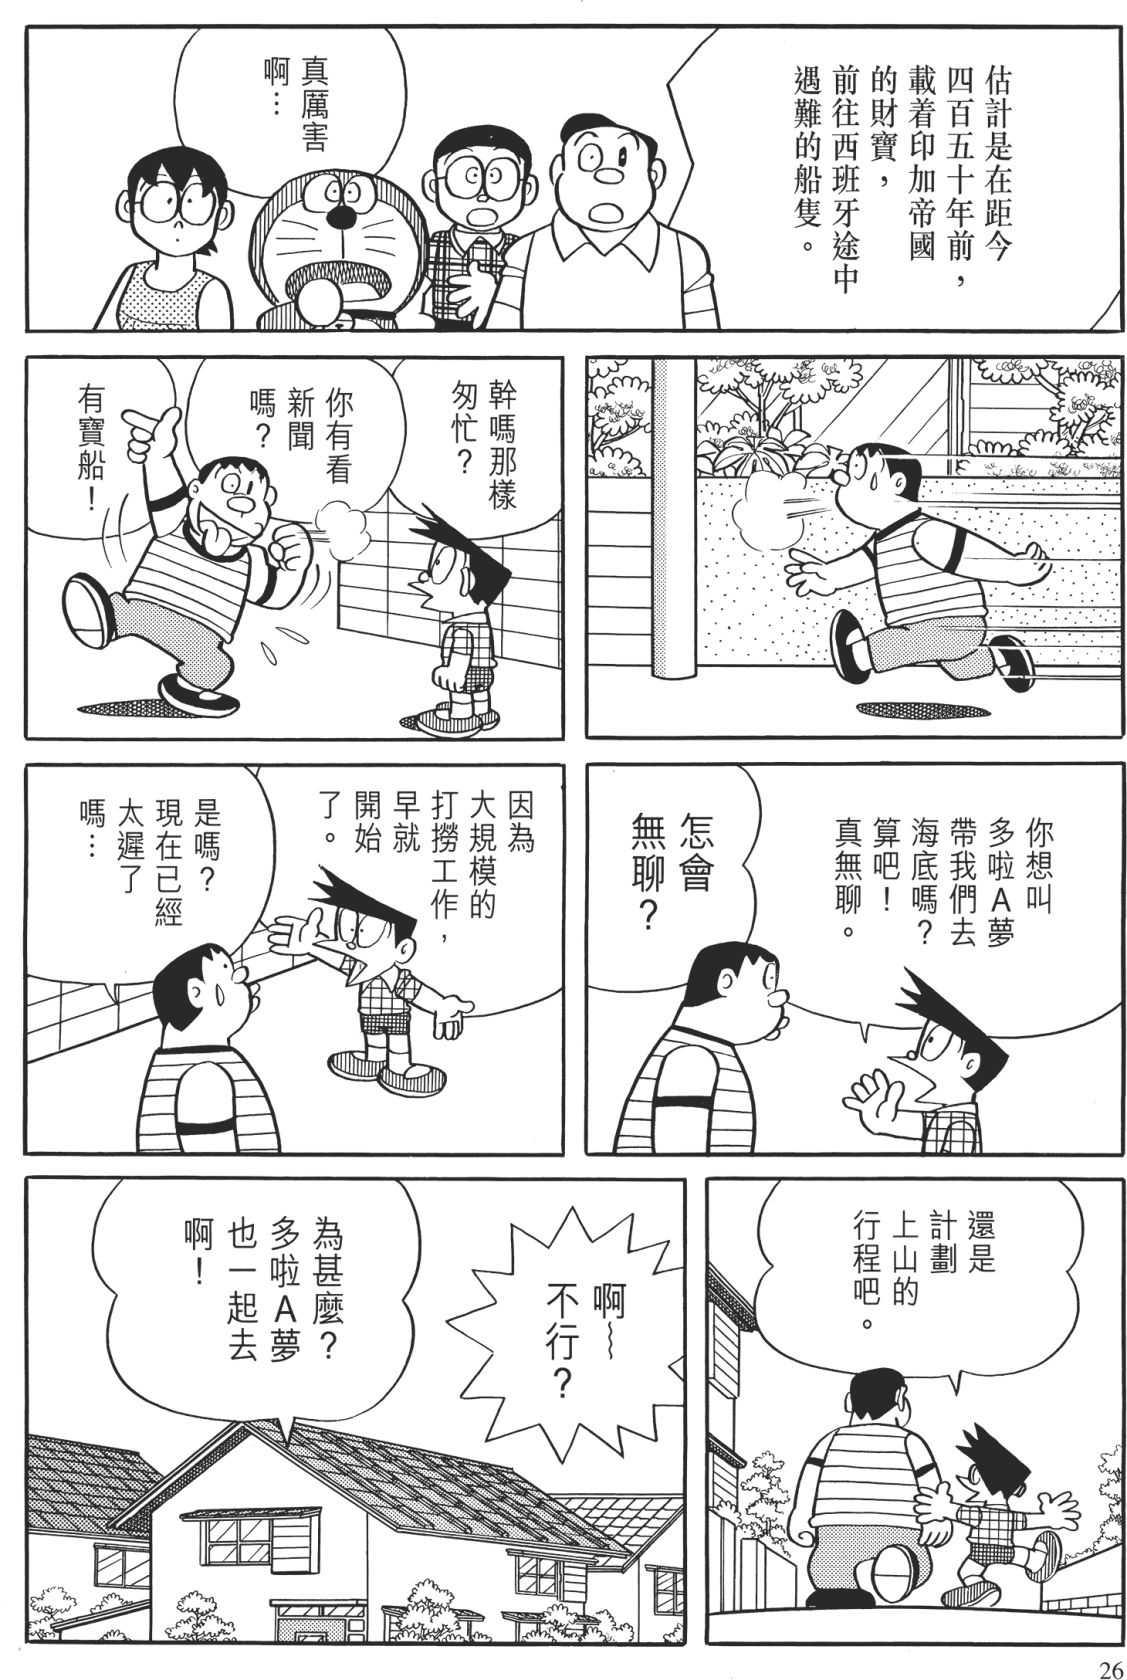 估計是在距今
四百五十年前，
載着印加帝國
的財寶，
前往西班牙途中
遇難的船隻。
真厲害
啊…
幹嗎那樣
匆忙？
你有看
新聞
嗎？
有寶船！
你想叫
多啦A夢
帶我們去
海底嗎？
算吧！
真無聊。
怎會
無聊？
因為
大規模的
打撈工作，
早就
開始
了。
是嗎？
現在已經
太遲了
嗎…
還是
計劃
上山的
行程吧。
啊～
不行？
為甚麼？
多啦A夢
也一起去
啊！
26